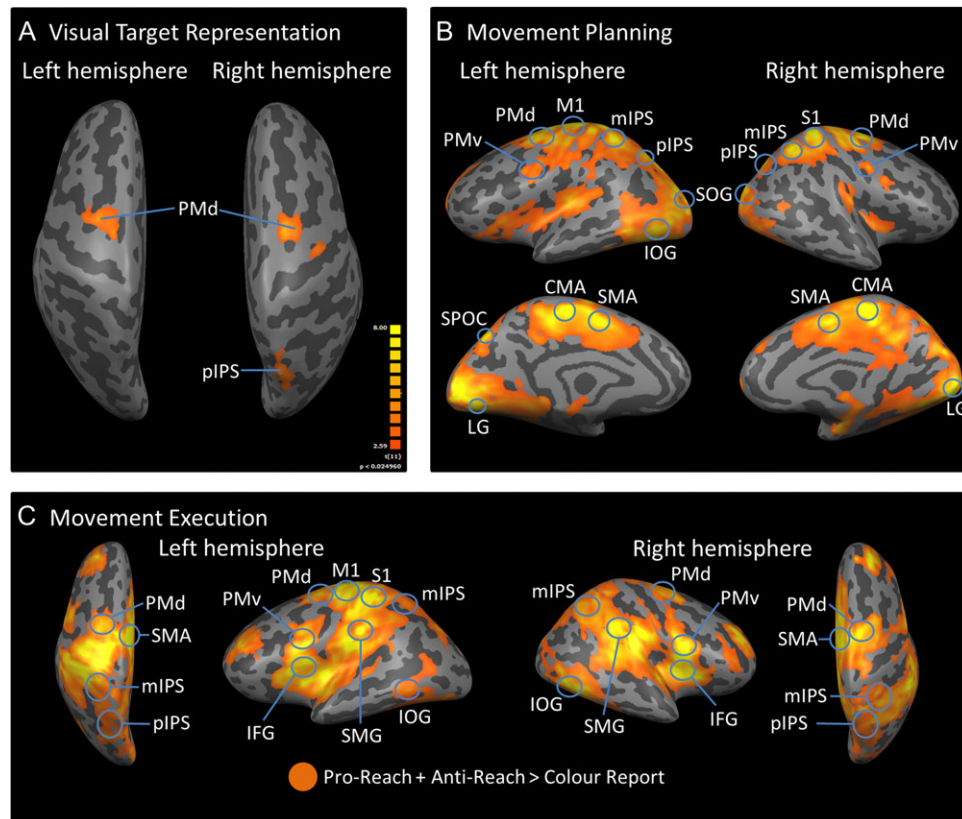 A Visual Target Representation
Left hemisphere Right hemisphere
PMd
pIPS
8.00
2.59
t(11)
p < 0.024960
B Movement Planning
Left hemisphere Right hemisphere
PMd M1 mIPS
PMv pIPS
SOG
IOG
S1 PMd
mIPS
pIPS PMv
CMA SMA
SPOC
LG
SMA CMA
LG
C Movement Execution
Left hemisphere Right hemisphere
PMd
SMA
mIPS
pIPS
PMd M1 S1
PMv mIPS
IFG SMG IOG
mIPS PMd
PMv
IOG SMG IFG
PMd
SMA
mIPS
pIPS
Pro-Reach + Anti-Reach > Colour Report